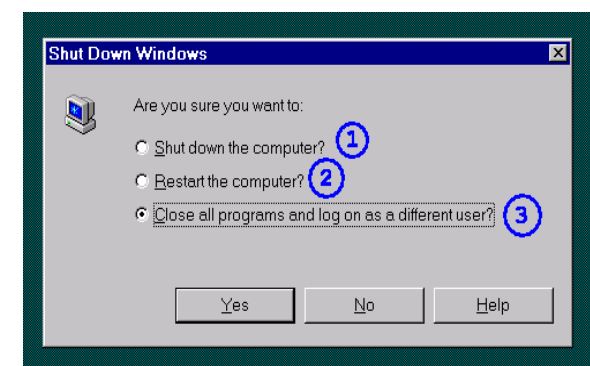 Shut Down Windows
Are you sure you want to:
Shut down the computer? 1
Restart the computer? 2
Close all programs and log on as a different user? 3
Yes No Help